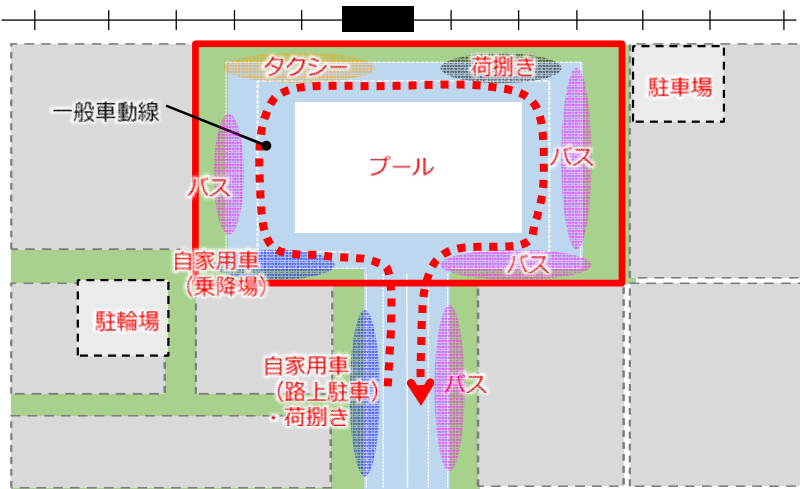 タクシー
荷捌き
駐車場
一般車動線
プール
バス
バス
自家用車
（乗降場）
バス
駐輪場
自家用車
（路上駐車）
・荷捌き
バス